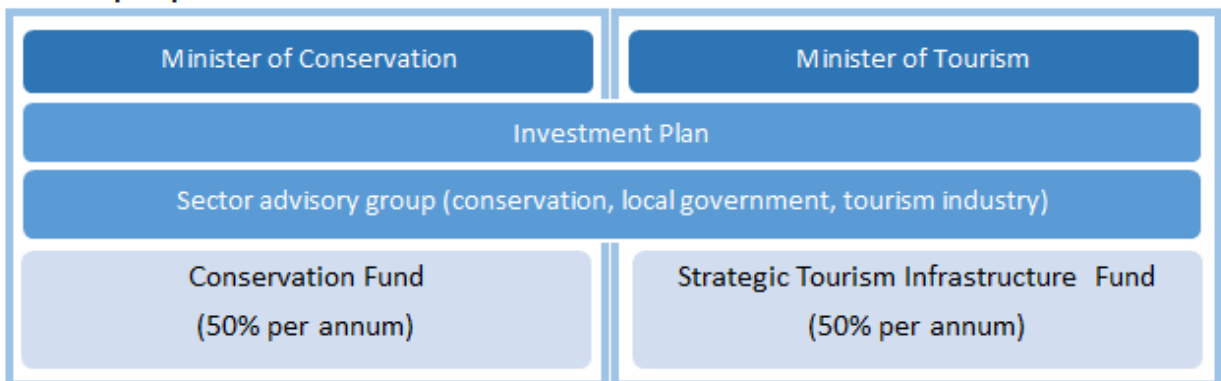 Minister of Conservation
Minister of Tourism
Investment Plan
Sector advisory group (conservation, local government, tourism industry)
Conservation Fund
(50% per annum)
Strategic Tourism Infrastructure Fund
(50% per annum)